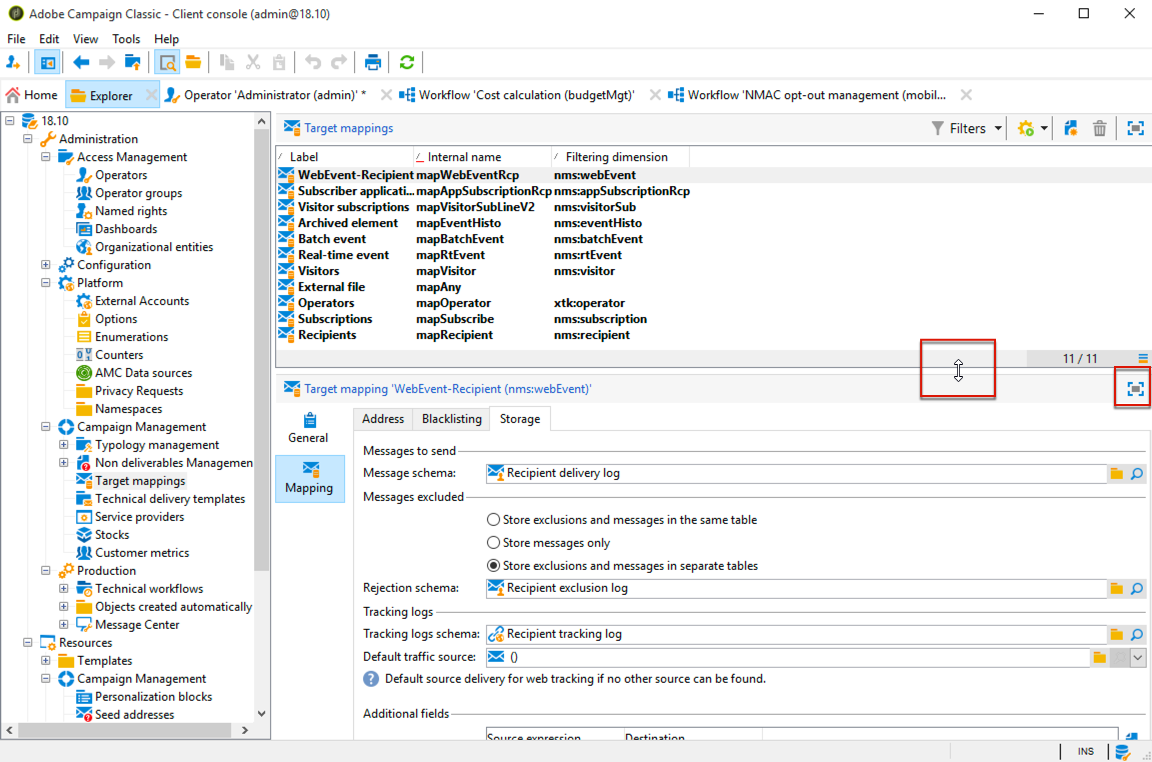 Adobe Campaign Classic - Client console (admin@18.10)
File Edit View Tools Help
Home Explorer Operator 'Administrator (admin)' * Workflow 'Cost calculation (budgetMgt)' Workflow 'NMAC opt-out management (mobil...
18.10
Administration
Access Management
Operators
Operator groups
Named rights
Dashboards
Organizational entities
Configuration
Platform
External Accounts
Options
Enumerations
Counters
AMC Data sources
Privacy Requests
Namespaces
Campaign Management
Typology management
Non deliverables Managemen
Target mappings
Technical delivery templates
Service providers
Stocks
Customer metrics
Production
Technical workflows
Objects created automatically
Message Center
Resources
Templates
Campaign Management
Personalization blocks
Seed addresses
Target mappings Filters
Label Internal name Filtering dimension
WebEvent-Recipient mapWebEventRcp nms:webEvent
Subscriber applicati... mapAppSubscriptionRcp nms:appSubscriptionRcp
Visitor subscriptions mapVisitorSubLineV2 nms:visitorSub
Archived element mapEventHisto nms:eventHisto
Batch event mapBatchEvent nms:batchEvent
Real-time event mapRtEvent nms:rtEvent
Visitors mapVisitor nms:visitor
External file mapAny
Operators mapOperator xtk:operator
Subscriptions mapSubscribe nms:subscription
Recipients mapRecipient nms:recipient
11 / 11
Target mapping 'WebEvent-Recipient (nms:webEvent)'
General
Mapping
Address Blacklisting Storage
Messages to send
Message schema: Recipient delivery log
Messages excluded
Store exclusions and messages in the same table
Store messages only
Store exclusions and messages in separate tables
Rejection schema: Recipient exclusion log
Tracking logs
Tracking logs schema: Recipient tracking log
Default traffic source: ()
Default source delivery for web tracking if no other source can be found.
Additional fields
Source expression Destination
INS